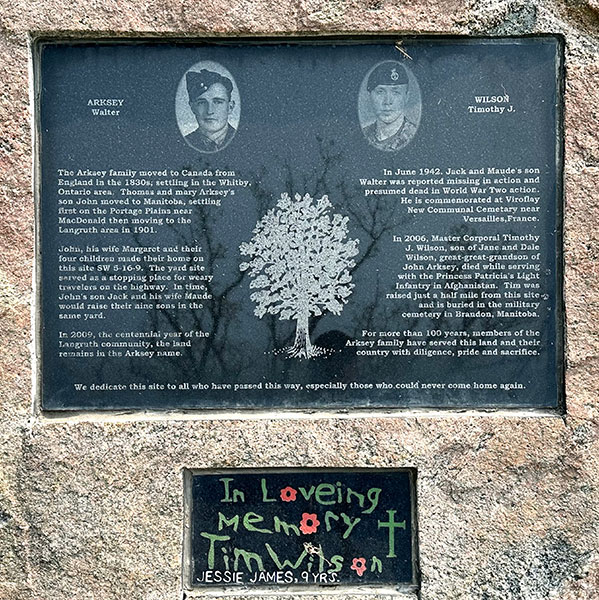 ARKSEY
Walter
WILSON
Timothy J.
The Arksey family moved to Canada from
England in the 1830s, settling in the Whitby,
Ontario area. Thomas and mary Arksey's
son John moved to Manitoba, settling
first on the Portage Plains near
MacDonald then moving to the
Langruth area in 1901.
John, his wife Margaret and their
four children made their home on
this site SW 5-16-9. The yard site
served as a stopping place for weary
travelers on the highway. In time,
John's son Jack and his wife Maude
would raise their nine sons in the
same yard.
In 2009, the centennial year of the
Langruth community, the land
remains in the Arksey name.
In June 1942, Jack and Maude's son
Walter was reported missing in action and
presumed dead in World War Two action.
He is commemorated at Viroflay
New Communal Cemetary near
Versailles,France.
In 2006, Master Corporal Timothy
J. Wilson, son of Jane and Dale
Wilson, great-great-grandson of
John Arksey, died while serving
with the Princess Patricia's Light
Infantry in Afghanistan. Tim was
raised just a half mile from this site
and is buried in the military
cemetery in Brandon, Manitoba.
For more than 100 years, members of the
Arksey family have served this land and their
country with diligence, pride and sacrifice.
We dedicate this site to all who have passed this way, especially those who could never come home again.
In Loveing
memory
Tim Wilson
JESSIE JAMES, 9 YRS.